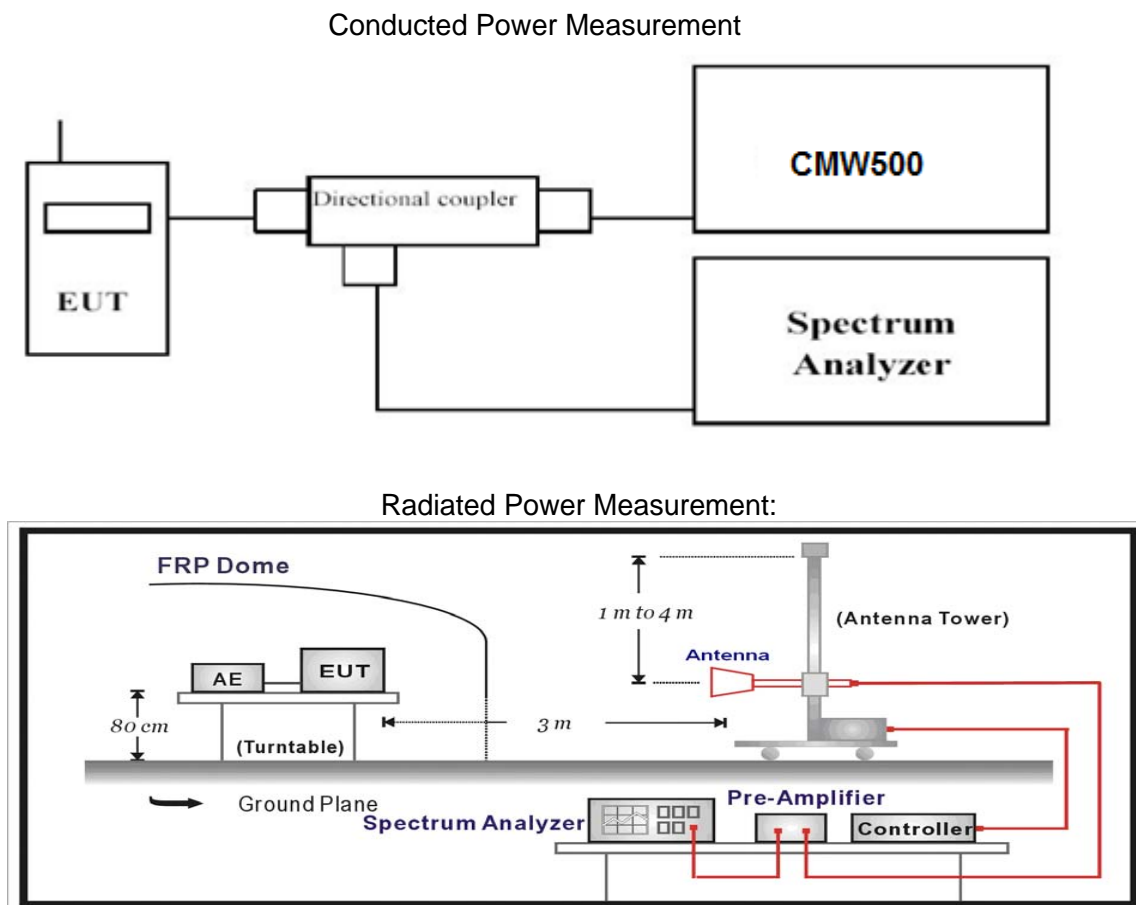 Conducted Power Measurement
CMW500
Directional coupler
EUT
Spectrum
Analyzer
Radiated Power Measurement:
FRP Dome
1 m to 4 m
(Antenna Tower)
Antenna
AE
EUT
80 cm
3 m
(Turntable)
Ground Plane
Pre-Amplifier
Spectrum Analyzer
Controller